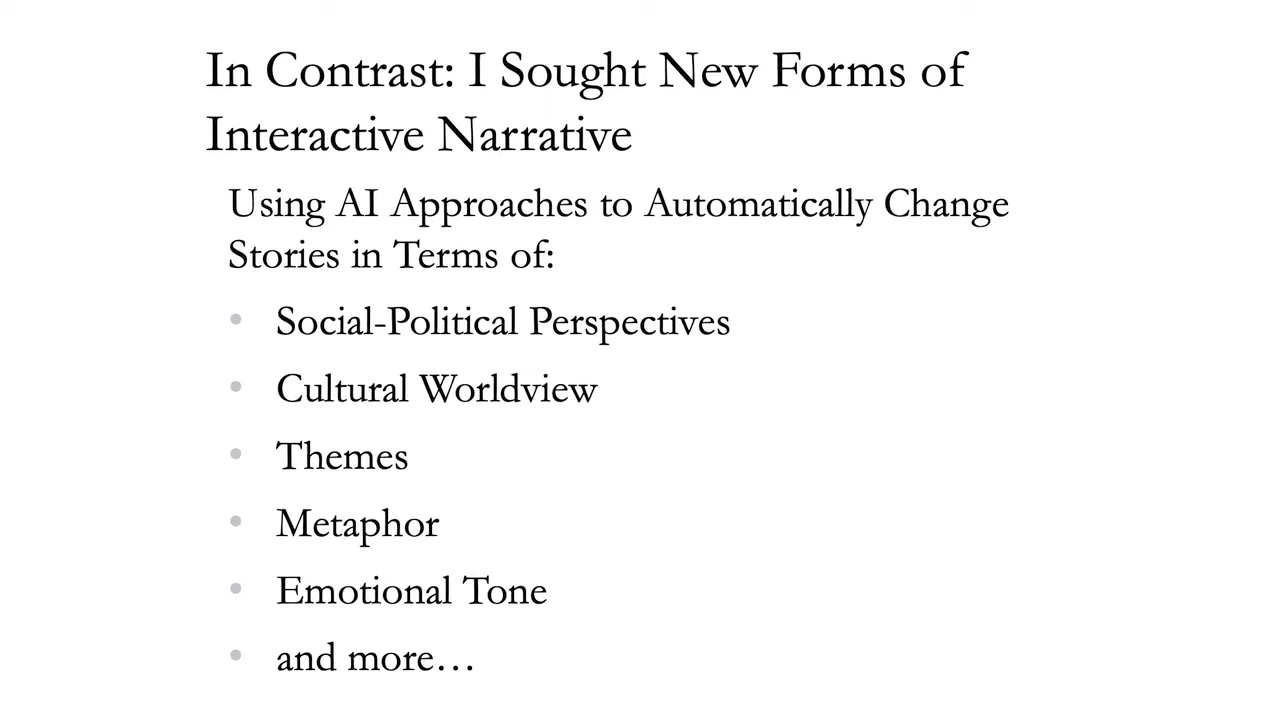 In Contrast: I Sought New Forms of
Interactive Narrative
Using AI Approaches to Automatically Change
Stories in Terms of:
• Social-Political Perspectives
• Cultural Worldview
• Themes
• Metaphor
• Emotional Tone
• and more…